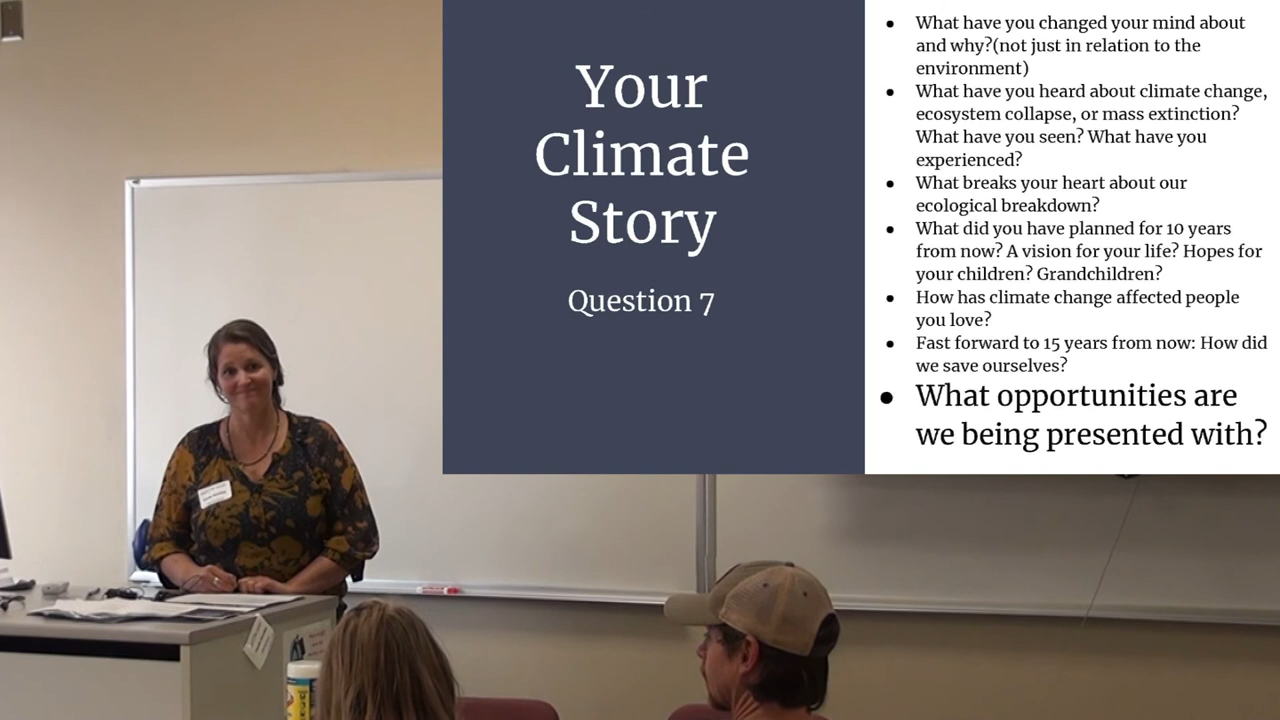 Your
Climate
Story
Question 7
● What have you changed your mind about
and why?(not just in relation to the
environment)
● What have you heard about climate change,
ecosystem collapse, or mass extinction?
What have you seen? What have you
experienced?
● What breaks your heart about our
ecological breakdown?
● What did you have planned for 10 years
from now? A vision for your life? Hopes for
your children? Grandchildren?
● How has climate change affected people
you love?
● Fast forward to 15 years from now: How did
we save ourselves?
● What opportunities are
we being presented with?